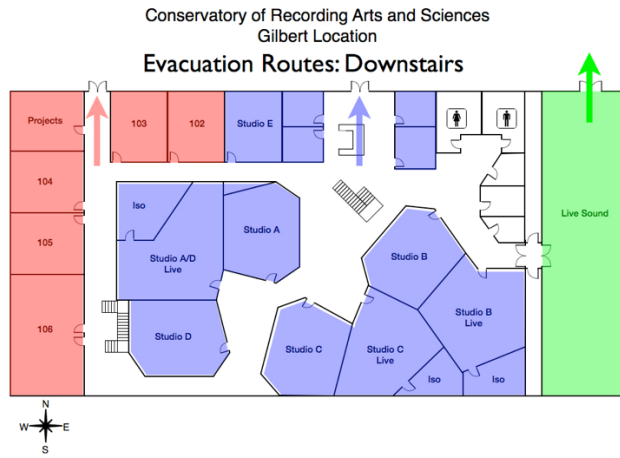 Conservatory of Recording Arts and Sciences
Gilbert Location
Evacuation Routes: Downstairs
Projects
103
102
Studio E
104
Iso
Studio A
Live Sound
105
Studio A/D
Live
Studio B
Studio B
Live
106
Studio D
Studio C
Studio C
Live
Iso
Iso
N
W
E
S